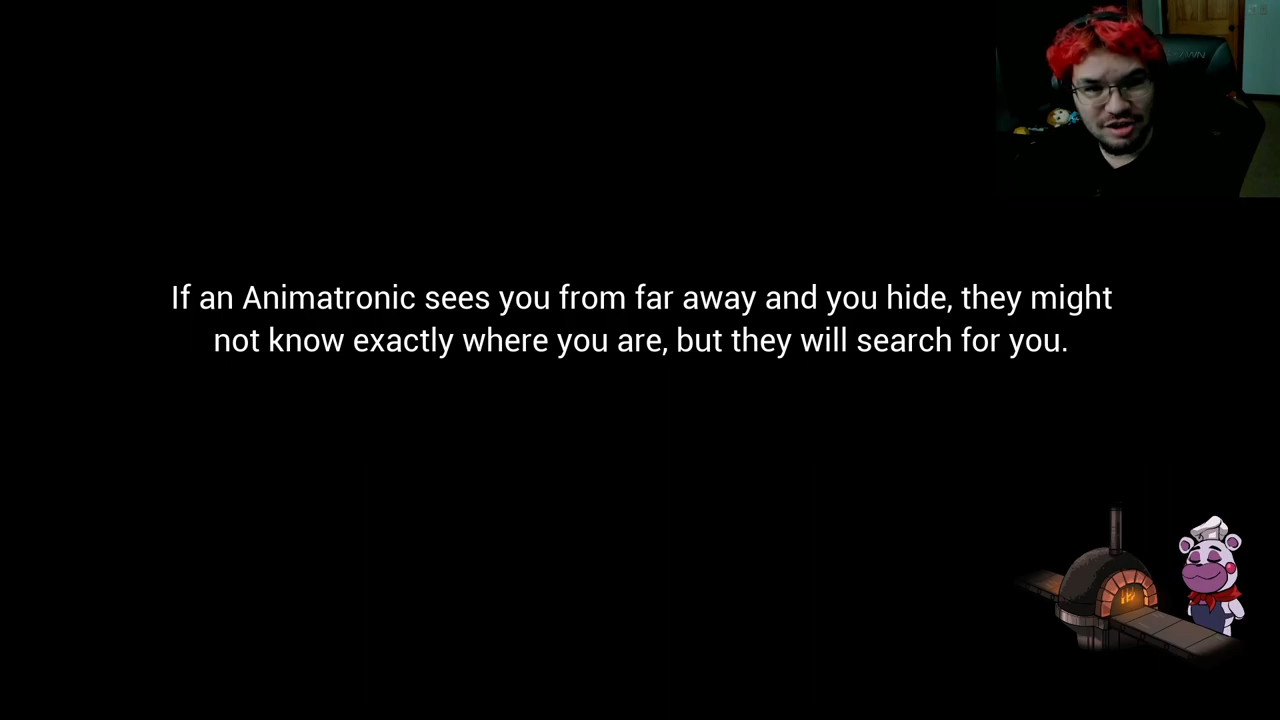 If an Animatronic sees you from far away and you hide, they might
not know exactly where you are, but they will search for you.